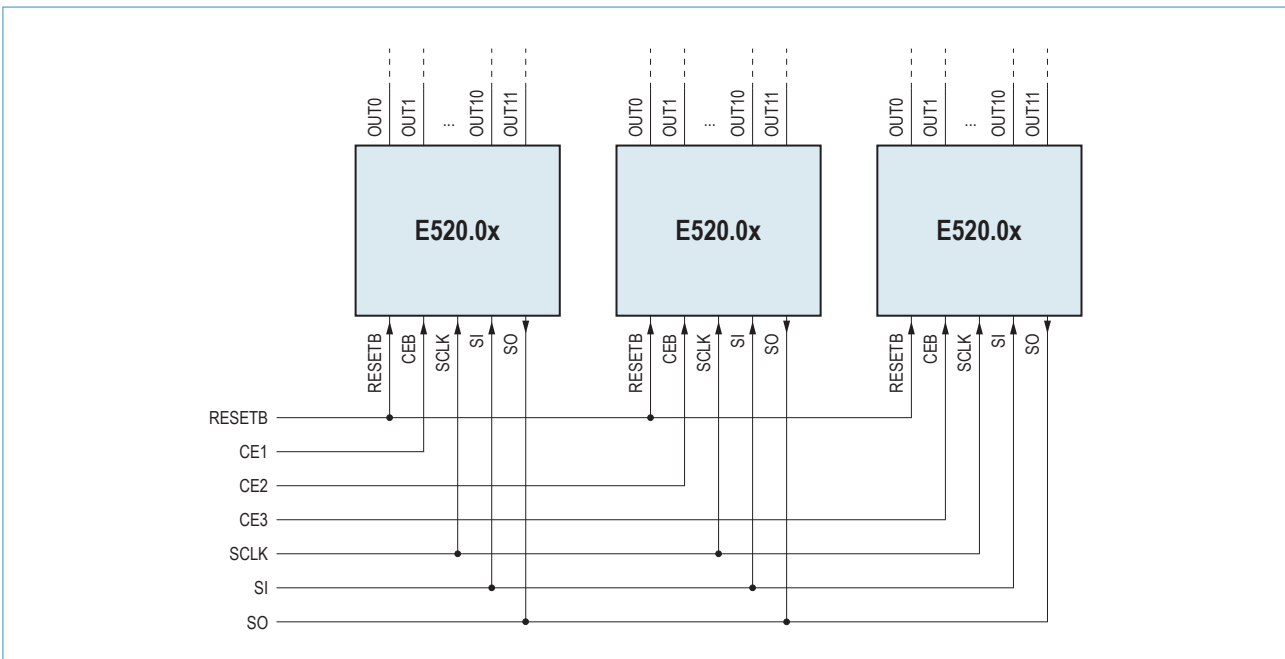 OUT0 OUT1 ... OUT10 OUT11 OUT0 OUT1 ... OUT10 OUT11 OUT0 OUT1 ... OUT10 OUT11
E520.0x E520.0x E520.0x
RESETB CEB SCLK SI SO RESETB CEB SCLK SI SO RESETB CEB SCLK SI SO
RESETB
CE1
CE2
CE3
SCLK
SI
SO